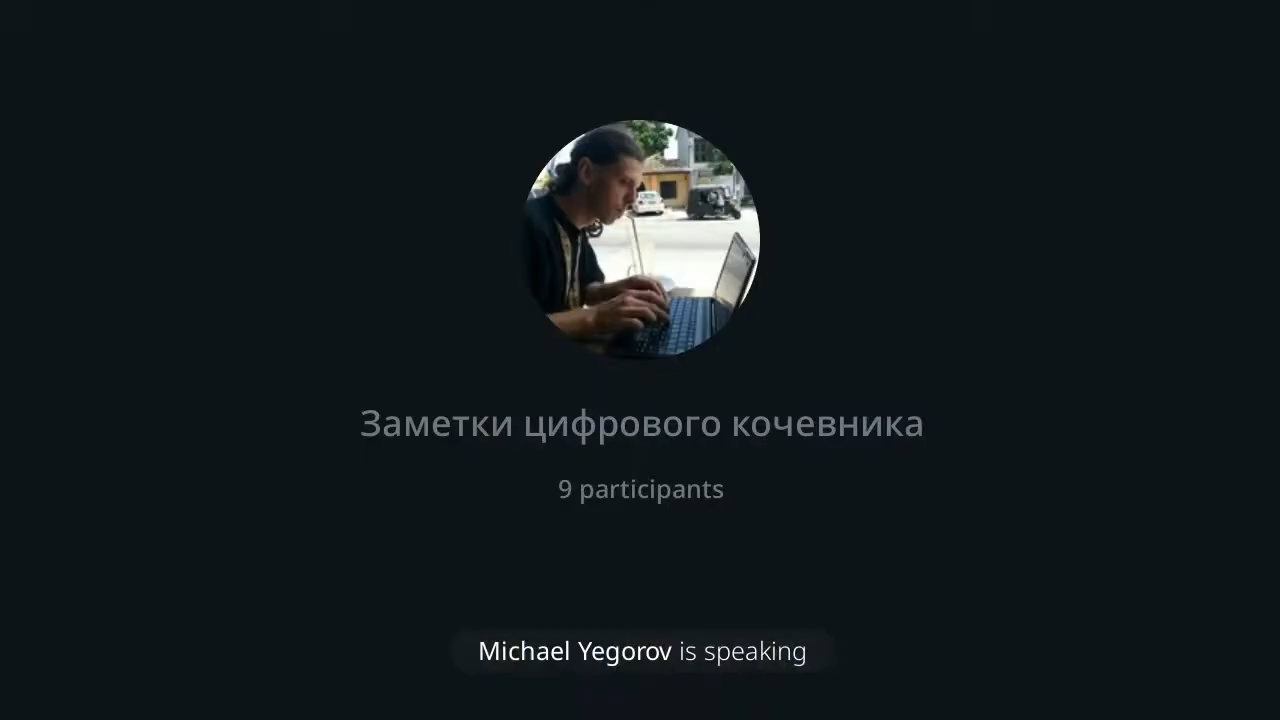 Заметки цифрового кочевника
9 participants
Michael Yegorov is speaking